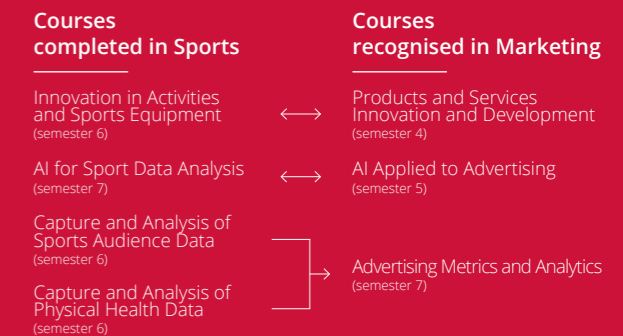 Courses
completed in Sports
Innovation in Activities
and Sports Equipment
(semester 6)
AI for Sport Data Analysis
(semester 7)
Capture and Analysis of
Sports Audience Data
(semester 6)
Capture and Analysis of
Physical Health Data
(semester 6)
Courses
recognised in Marketing
Products and Services
Innovation and Development
(semester 4)
AI Applied to Advertising
(semester 5)
Advertising Metrics and Analytics
(semester 7)